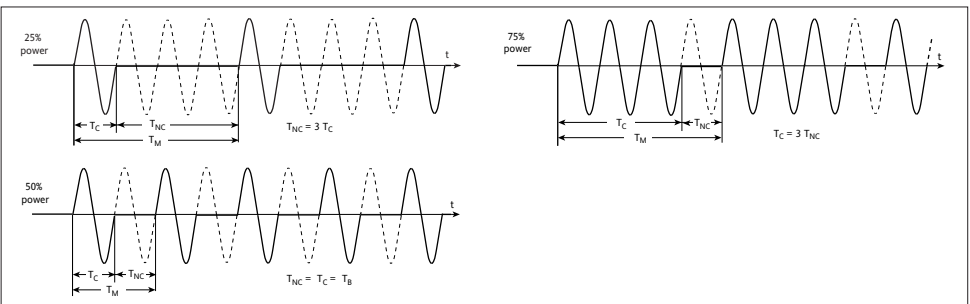 25%
power
t
T_C
T_NC
T_M
T_NC = 3 T_C
75%
power
t
T_C
T_NC
T_M
T_C = 3 T_NC
50%
power
t
T_C
T_NC
T_M
T_NC = T_C = T_B